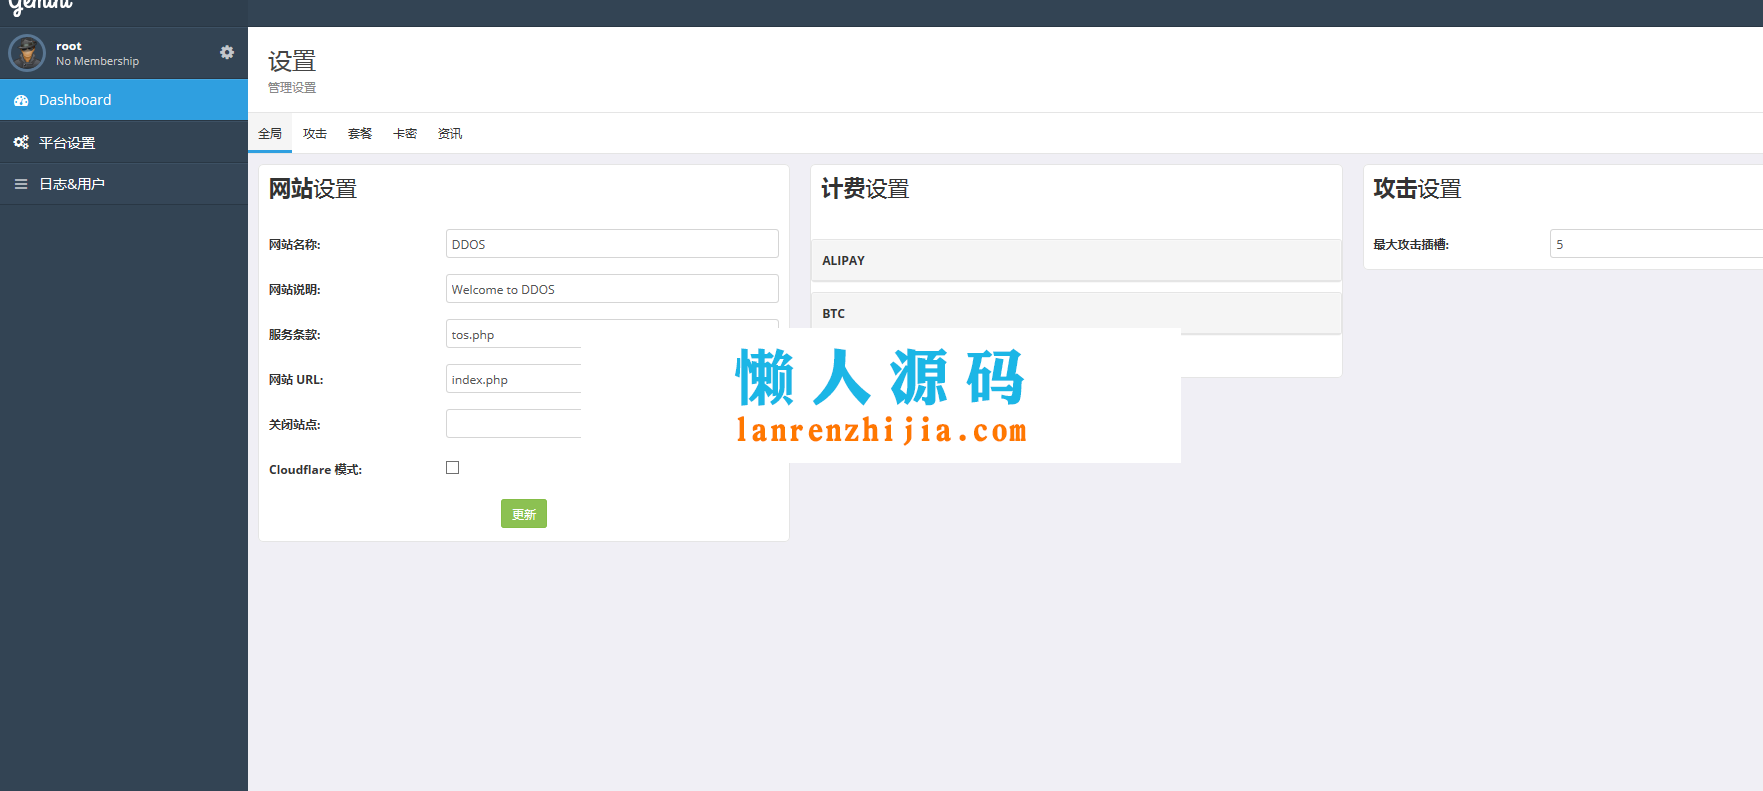 Gemini
root
No Membership
Dashboard
平台设置
日志&用户
设置
管理设置
全局 攻击 套餐 卡密 资讯
网站设置
网站名称: DDOS
网站说明: Welcome to DDOS
服务条款: tos.php
网站 URL: index.php
关闭站点:
Cloudflare 模式:
更新
计费设置
ALIPAY
BTC
攻击设置
最大攻击插槽: 5
懒人源码
lanrenzhijia.com